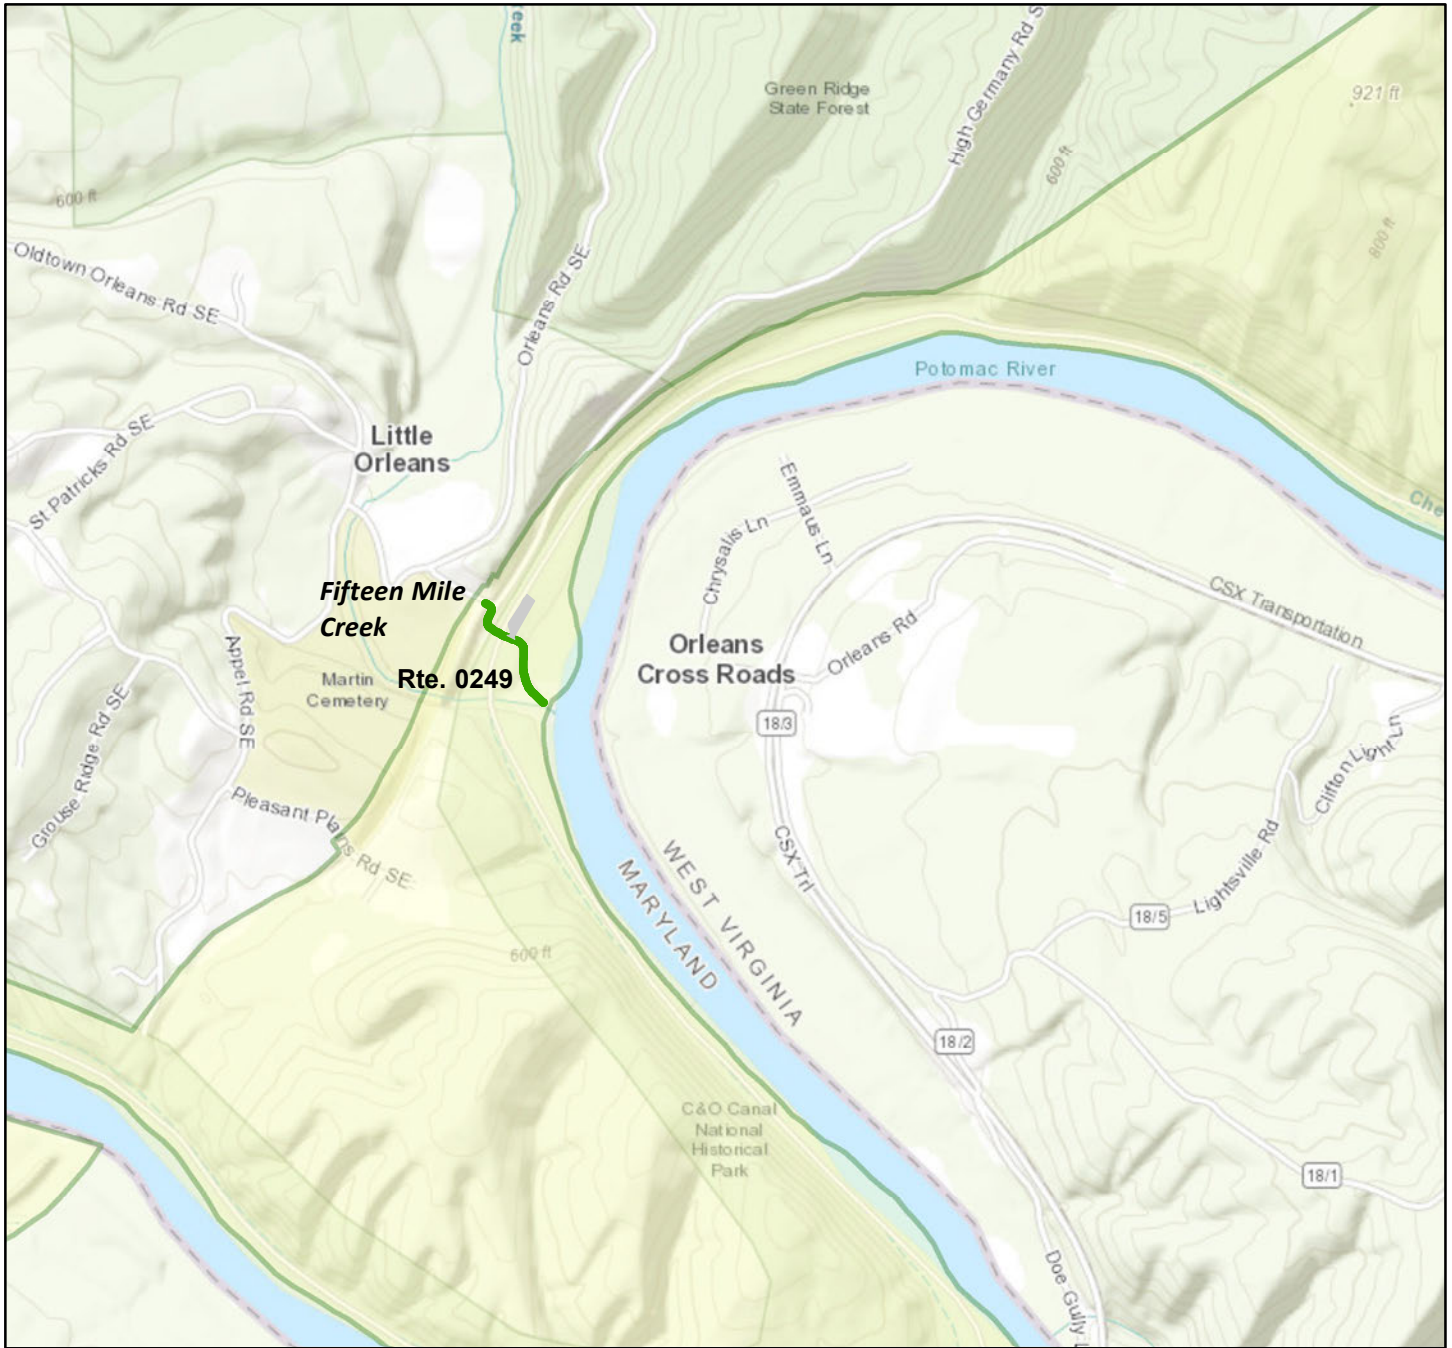 reek
High Germany Rd S
Green Ridge
State Forest
921 ft
600 ft
600 ft
800 ft
Oldtown Orleans Rd SE
Orleans Rd SE
Potomac River
St Patricks Rd SE
Little
Orleans
Che
Emmaus Ln
Chrysalis Ln
CSX Transportation
Fifteen Mile
Creek
Orleans
Cross Roads
Orleans Rd
Appel Rd SE
Martin
Cemetery
Rte. 0249
18/3
Grouse Ridge Rd SE
Clifton Light Ln
Pleasant Plains Rd SE
CSX Trl
WEST VIRGINIA
MARYLAND
Lightsville Rd
18/5
600 ft
18/2
C&O Canal
National
Historical
Park
18/1
Doe Gully L